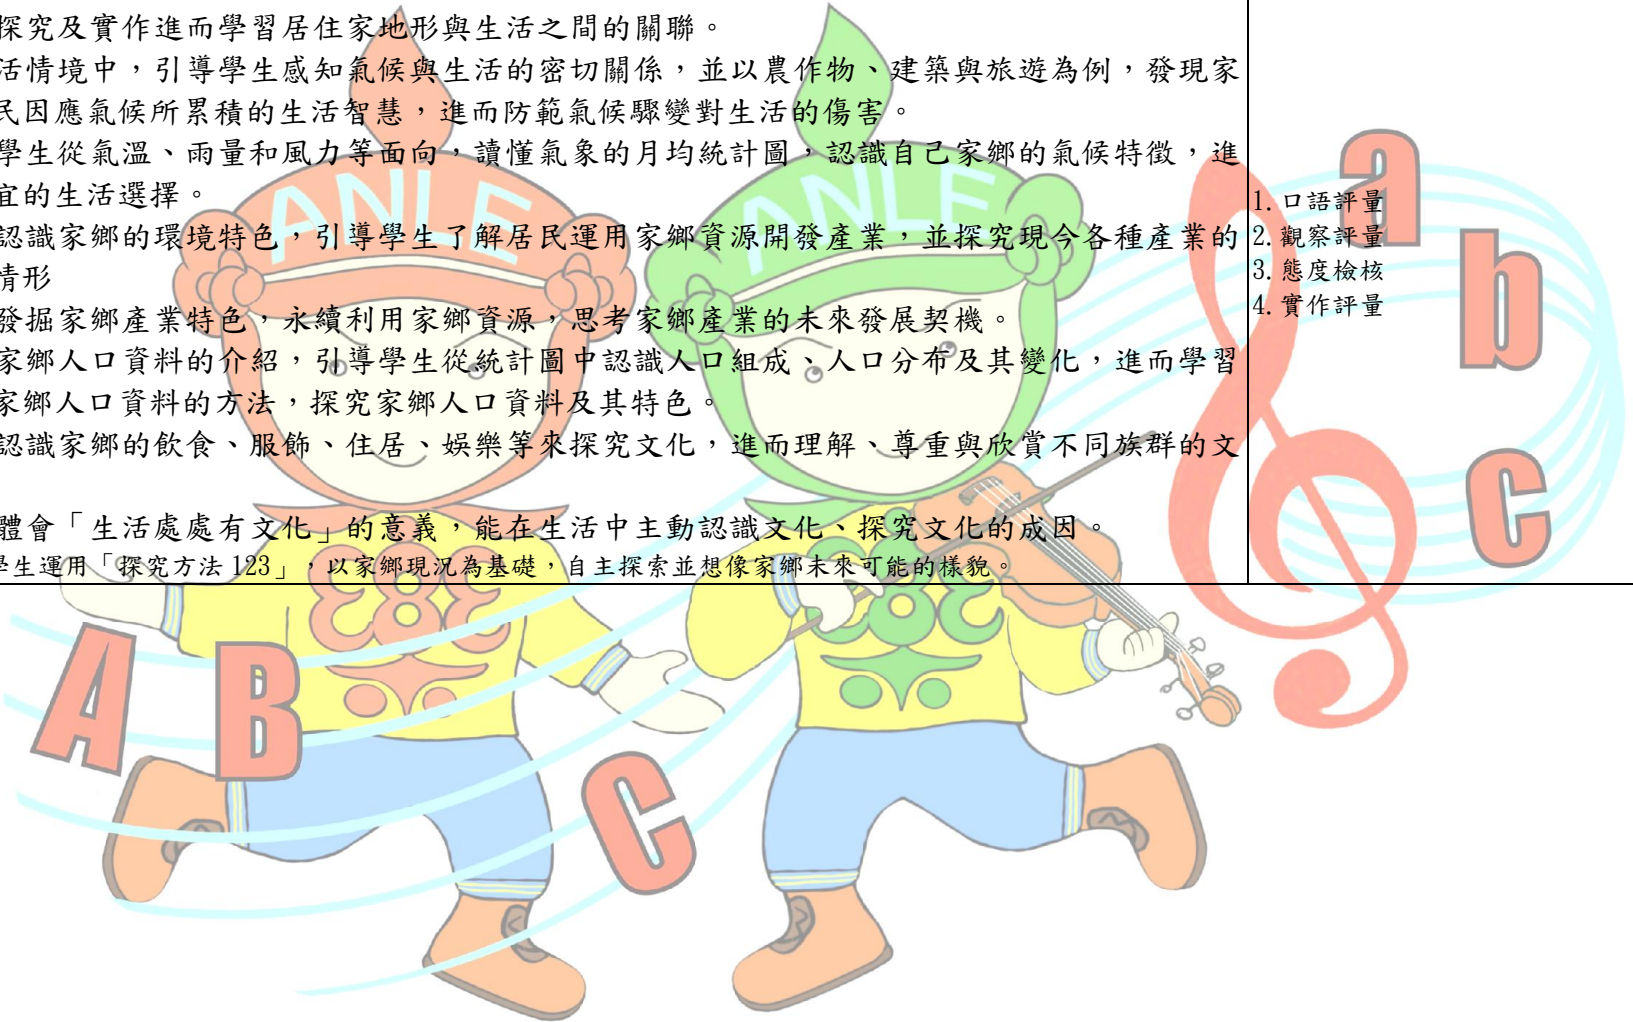 探究及實作進而學習居住家地形與生活之間的關聯。
活情境中，引導學生感知氣候與生活的密切關係，並以農作物、建築與旅遊為例，發現家
民因應氣候所累積的生活智慧，進而防範氣候驟變對生活的傷害。
學生從氣溫、雨量和風力等面向，讀懂氣象的月均統計圖，認識自己家鄉的氣候特徵，進
宜的生活選擇。
認識家鄉的環境特色，引導學生了解居民運用家鄉資源開發產業，並探究現今各種產業的
情形
發掘家鄉產業特色，永續利用家鄉資源，思考家鄉產業的未來發展契機。
家鄉人口資料的介紹，引導學生從統計圖中認識人口組成、人口分布及其變化，進而學習
家鄉人口資料的方法，探究家鄉人口資料及其特色。
認識家鄉的飲食、服飾、住居、娛樂等來探究文化，進而理解、尊重與欣賞不同族群的文
體會「生活處處有文化」的意義，能在生活中主動認識文化、探究文化的成因。
學生運用「探究方法 123」，以家鄉現況為基礎，自主探索並想像家鄉未來可能的樣貌。
1. 口語評量
2. 觀察評量
3. 態度檢核
4. 實作評量
ANLE
ANLE
a
b
c
A
B
C